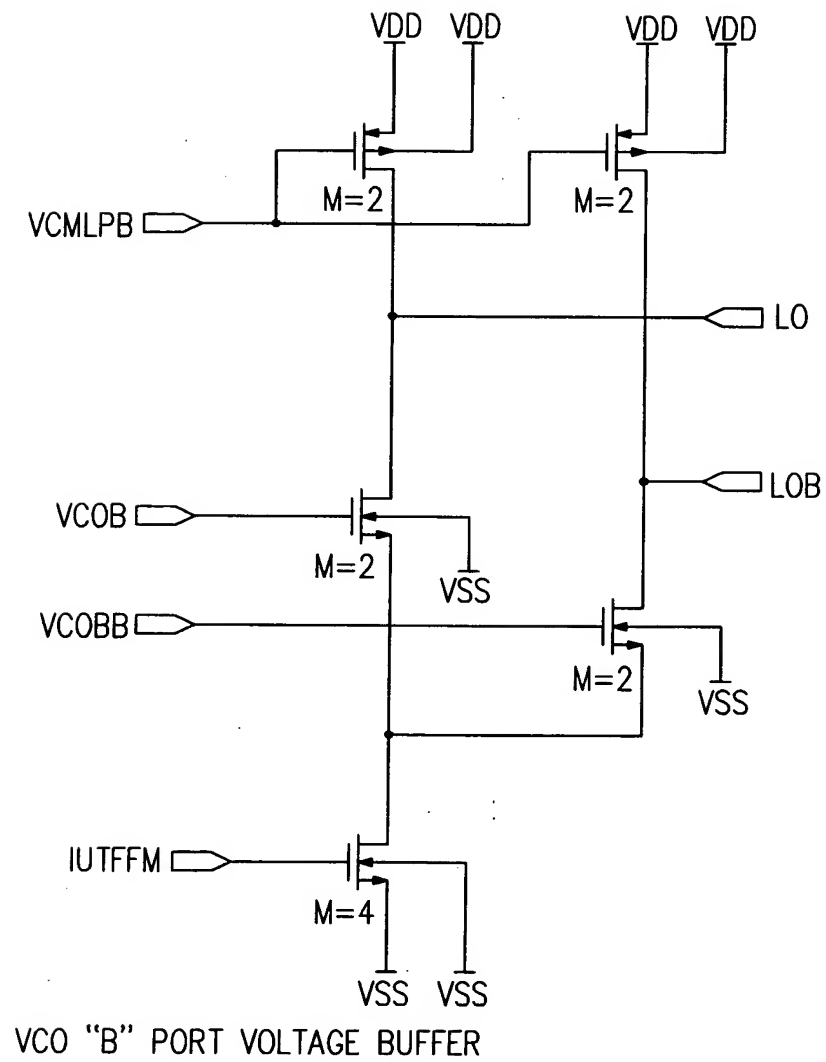 VDD VDD VDD VDD
M=2 M=2
VCMLPB
LO
LOB
VCOB
M=2
VSS
VCOBB
M=2
VSS
IUTFFM
M=4
VSS VSS
VCO "B" PORT VOLTAGE BUFFER